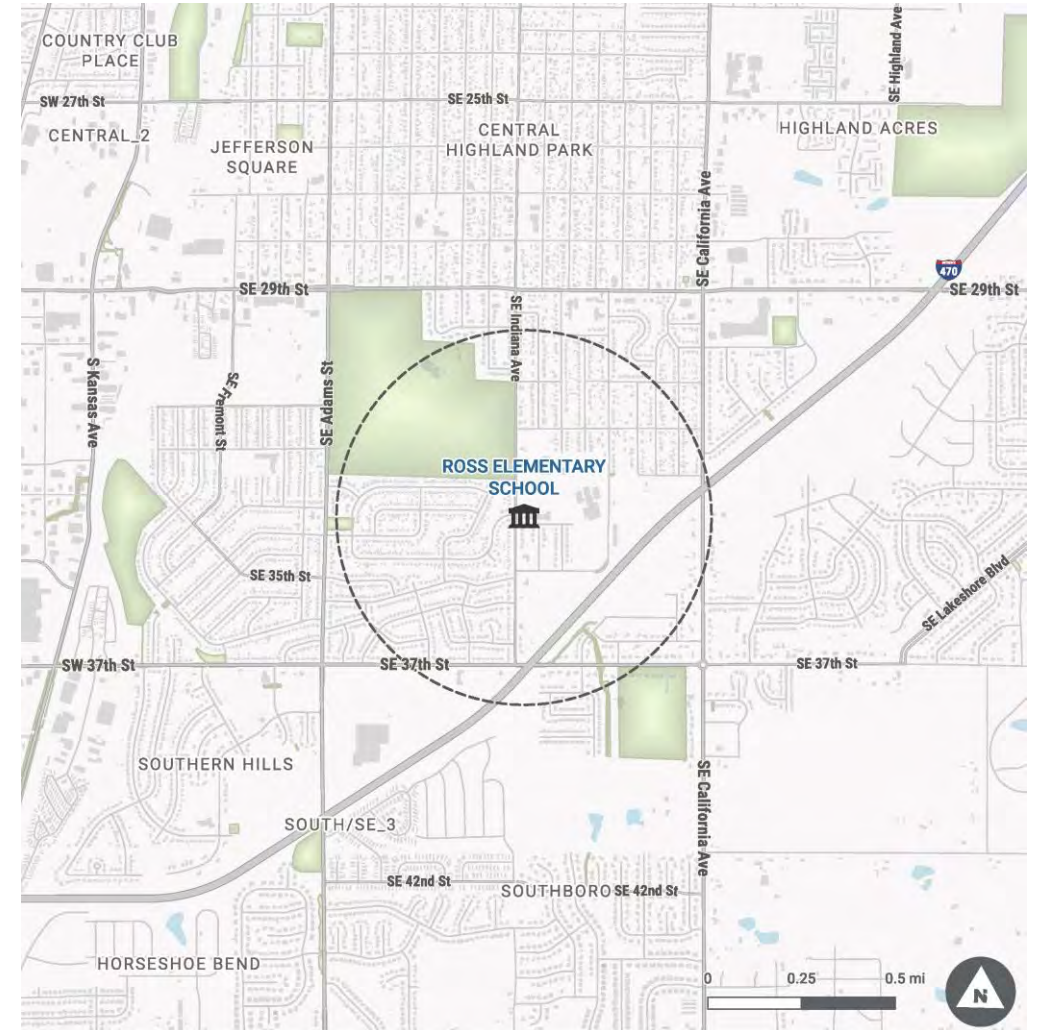 COUNTRY CLUB
PLACE
SE Highland Ave
SW 27th St
SE 25th St
CENTRAL_2
JEFFERSON
SQUARE
CENTRAL
HIGHLAND PARK
HIGHLAND ACRES
SE California Ave
470
SE 29th St
SE 29th St
SE Indiana Ave
S Kansas Ave
SE Fremont St
SE Adams St
ROSS ELEMENTARY
SCHOOL
SE 35th St
SE Lakeshore Blvd
SW 37th St
SE 37th St
SE 37th St
SOUTHERN HILLS
SE California Ave
SOUTH/SE_3
SE 42nd St
SOUTHBORO
SE 42nd St
HORSESHOE BEND
0 0.25 0.5 mi
N